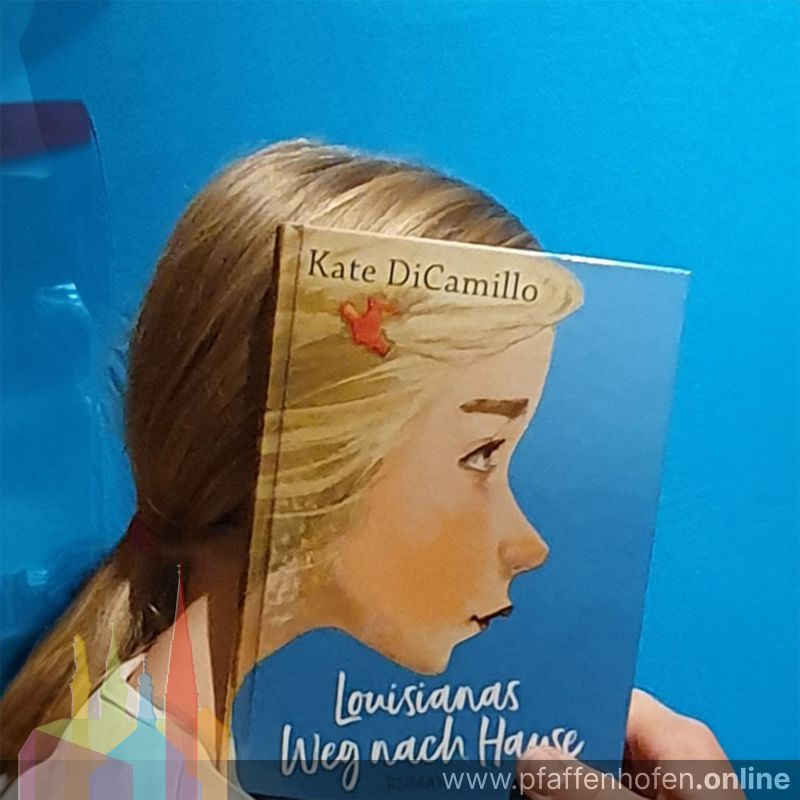 Kate DiCamillo
Louisianas
Weg nach Hause
www.pfaffenhofen.online